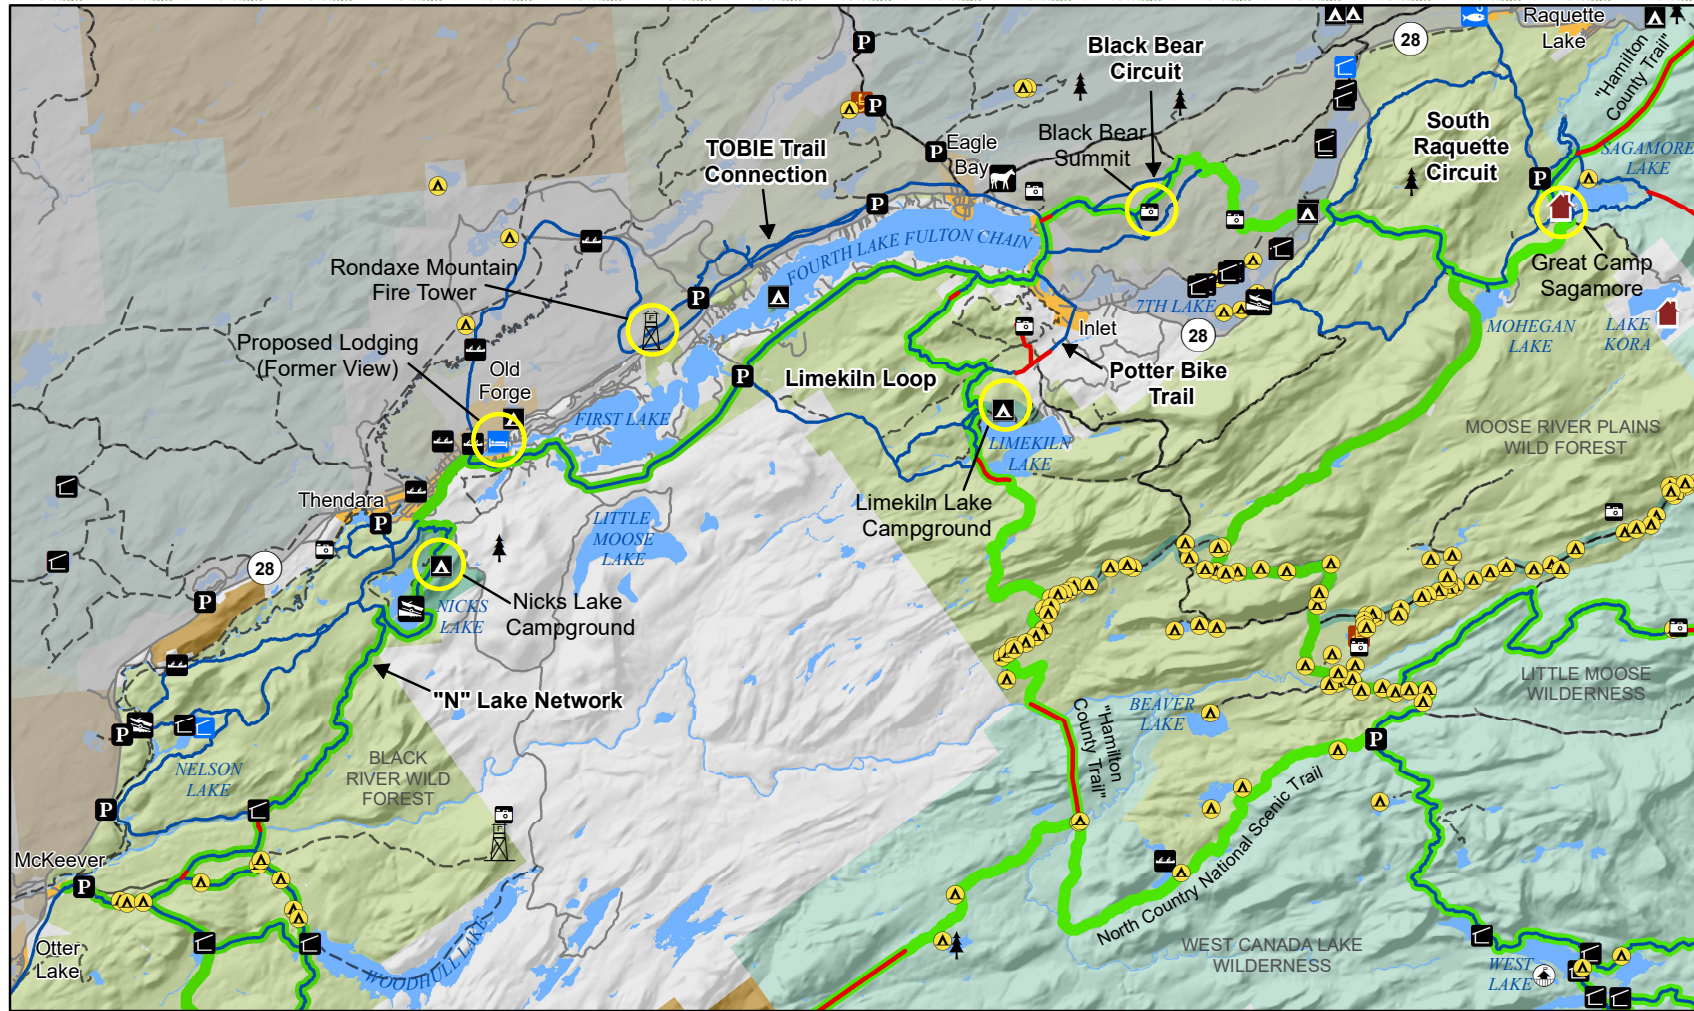 Raquette
Lake
28
"Hamilton
County Trail"
Black Bear
Circuit
Black Bear
Summit
South
Raquette
Circuit
SAGAMORE
LAKE
P
P
P
Eagle
Bay
TOBIE Trail
Connection
P
P
FOURTH LAKE FULTON CHAIN
Great Camp
Sagamore
Rondaxe Mountain
Fire Tower
P
7TH LAKE
28
MOHEGAN
LAKE
LAKE
KORA
Inlet
Proposed Lodging
(Former View)
Old
Forge
P
Limekiln Loop
Potter Bike
Trail
FIRST LAKE
LIMEKILN
LAKE
MOOSE RIVER PLAINS
WILD FOREST
Thendara
P
LITTLE
MOOSE
LAKE
Limekiln Lake
Campground
28
P
NICKS
LAKE
Nicks Lake
Campground
"N" Lake Network
LITTLE MOOSE
WILDERNESS
BEAVER
LAKE
"Hamilton
County Trail"
P
P
NELSON
LAKE
BLACK
RIVER WILD
FOREST
P
North Country National Scenic Trail
McKeever
P
Otter
Lake
WOODHULL LAKE
WEST CANADA LAKE
WILDERNESS
WEST
LAKE